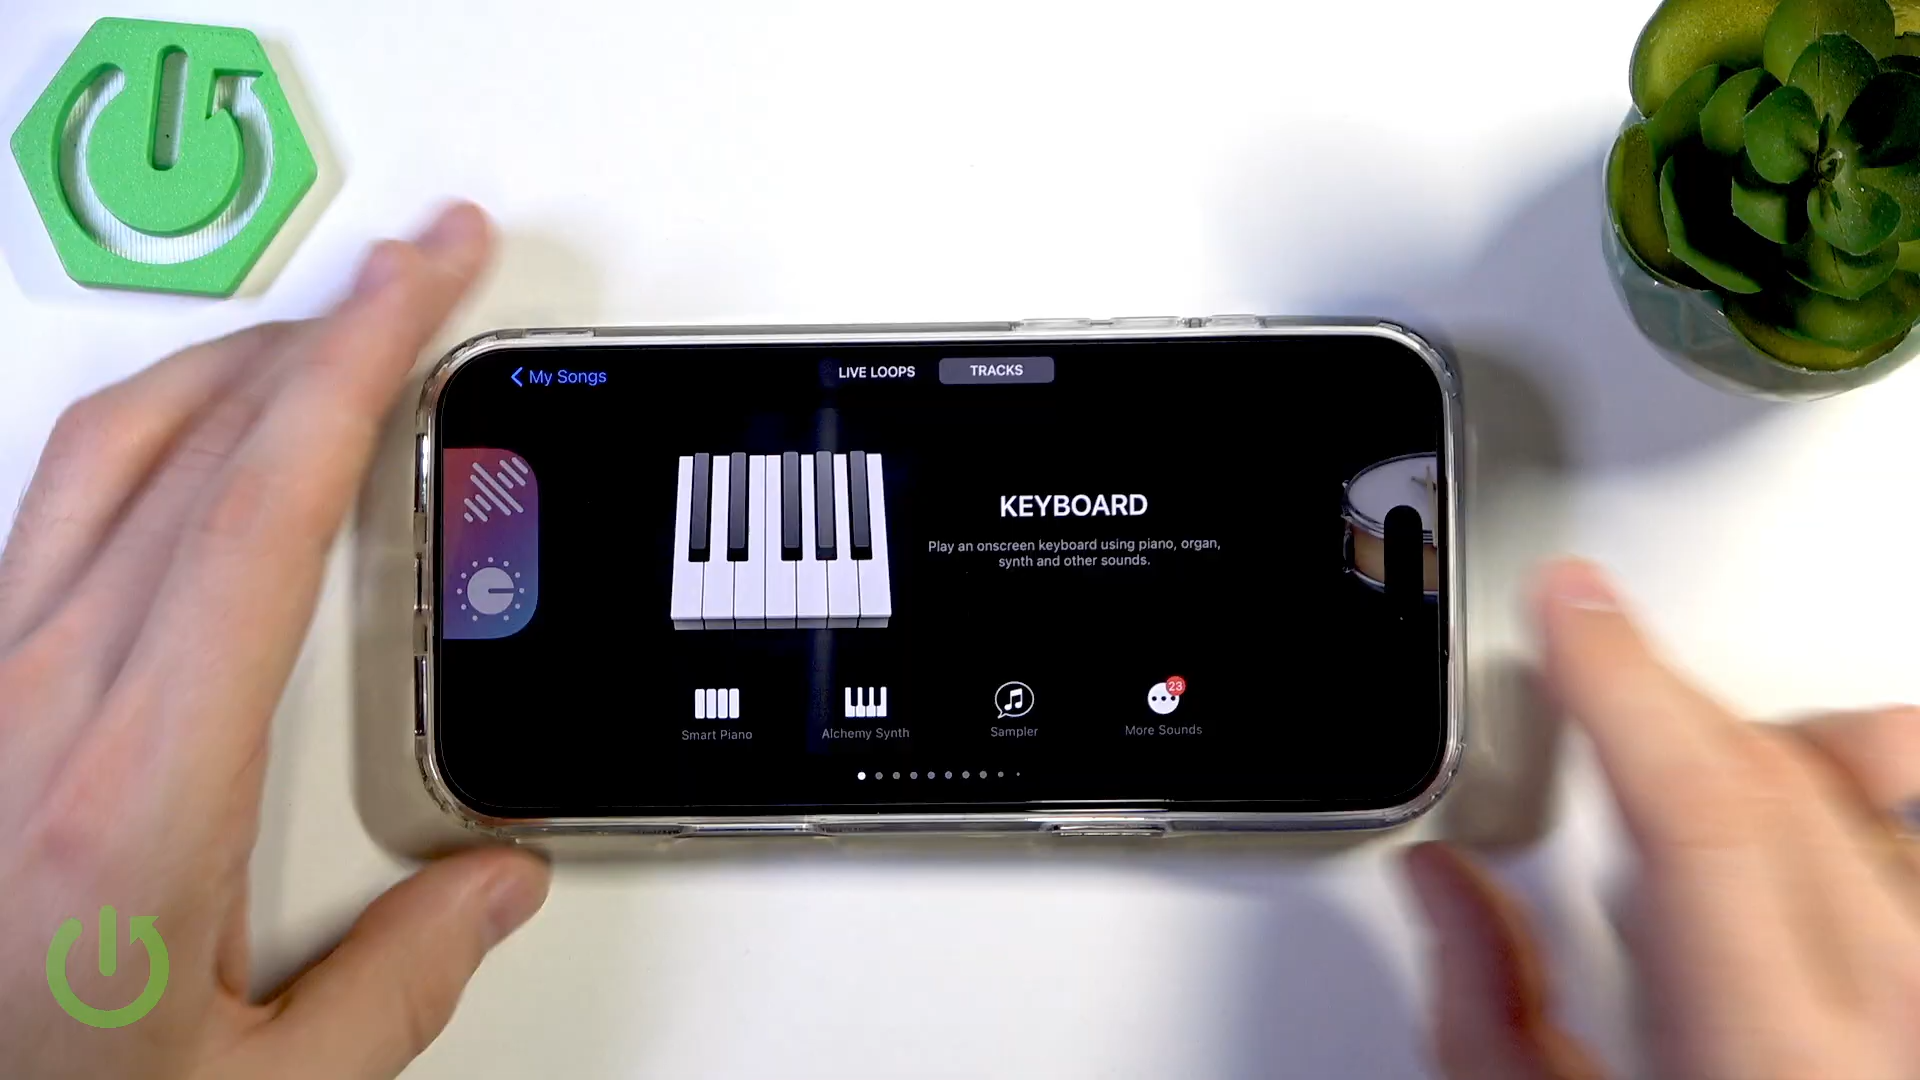 My Songs
LIVE LOOPS
TRACKS
KEYBOARD
Play an onscreen keyboard using piano, organ,
synth and other sounds.
Smart Piano
Alchemy Synth
Sampler
23
More Sounds